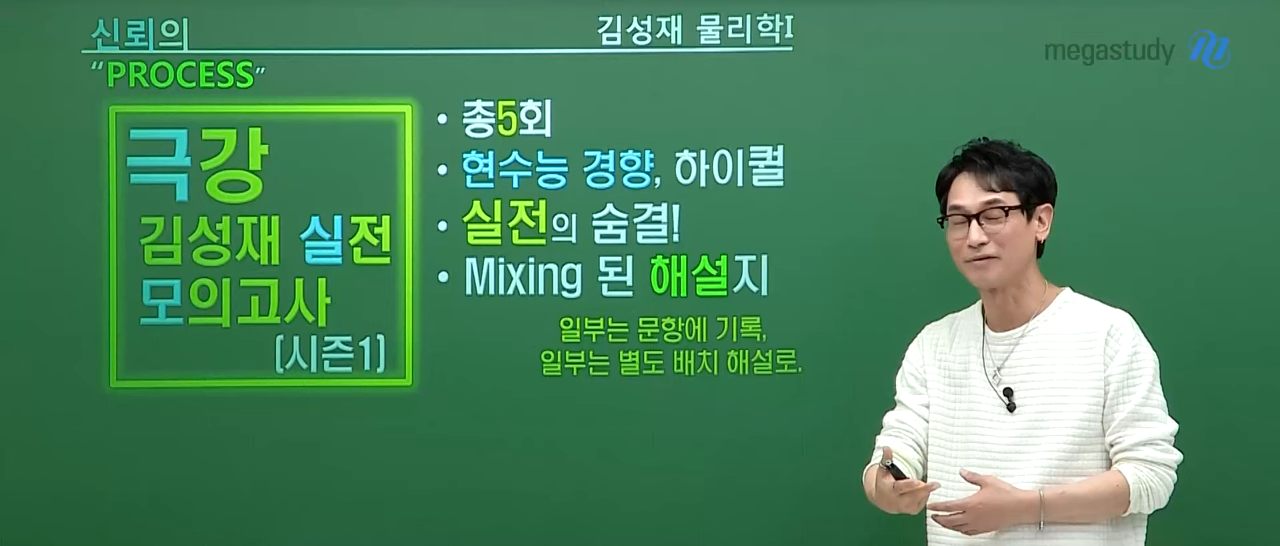 신뢰의
"PROCESS"
김성재 물리학I
megastudy
극강
김성재 실전
모의고사
(시즌1)
• 총5회
• 현수능 경향, 하이퀄
• 실전의 숨결!
• Mixing 된 해설지
일부는 문항에 기록,
일부는 별도 배치 해설로.